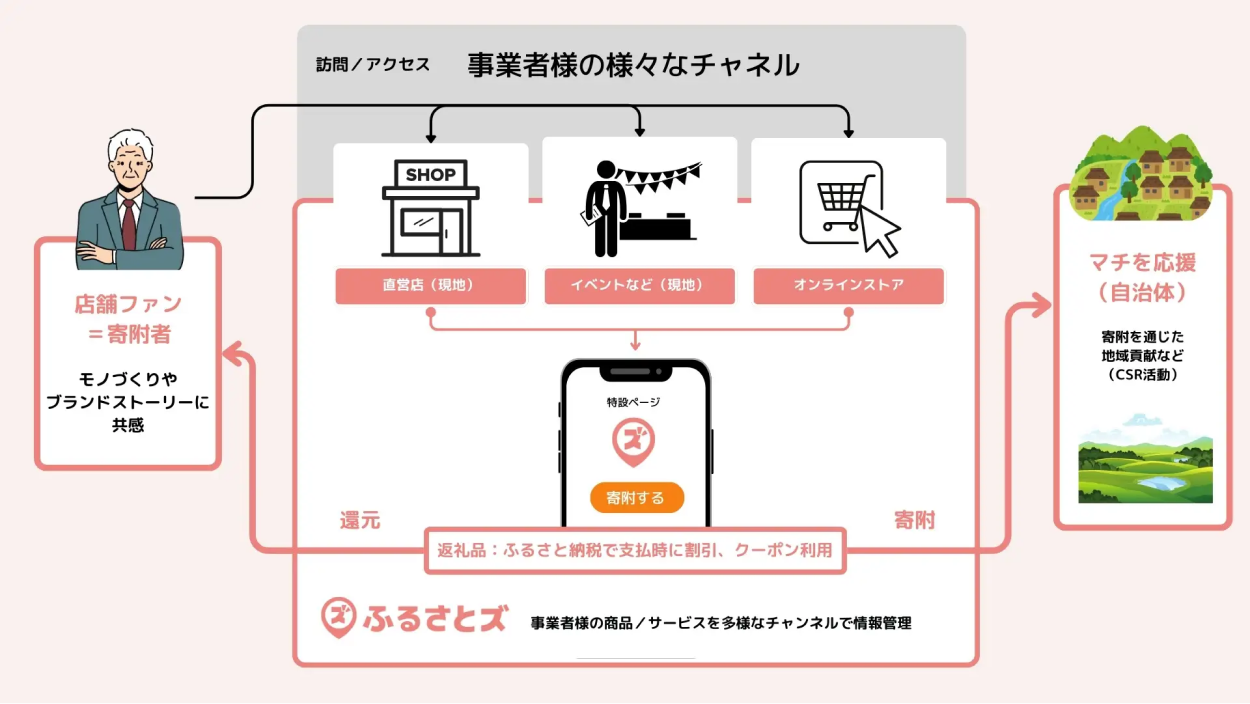 訪問／アクセス
事業者様の様々なチャネル
SHOP
直営店（現地）
イベントなど（現地）
オンラインストア
店舗ファン
＝寄附者
モノづくりや
ブランドストーリーに
共感
特設ページ
ズ
寄附する
還元
寄附
返礼品：ふるさと納税で支払時に割引、クーポン利用
ズ
ふるさとズ
事業者様の商品／サービスを多様なチャンネルで情報管理
マチを応援
（自治体）
寄附を通じた
地域貢献など
（CSR活動）